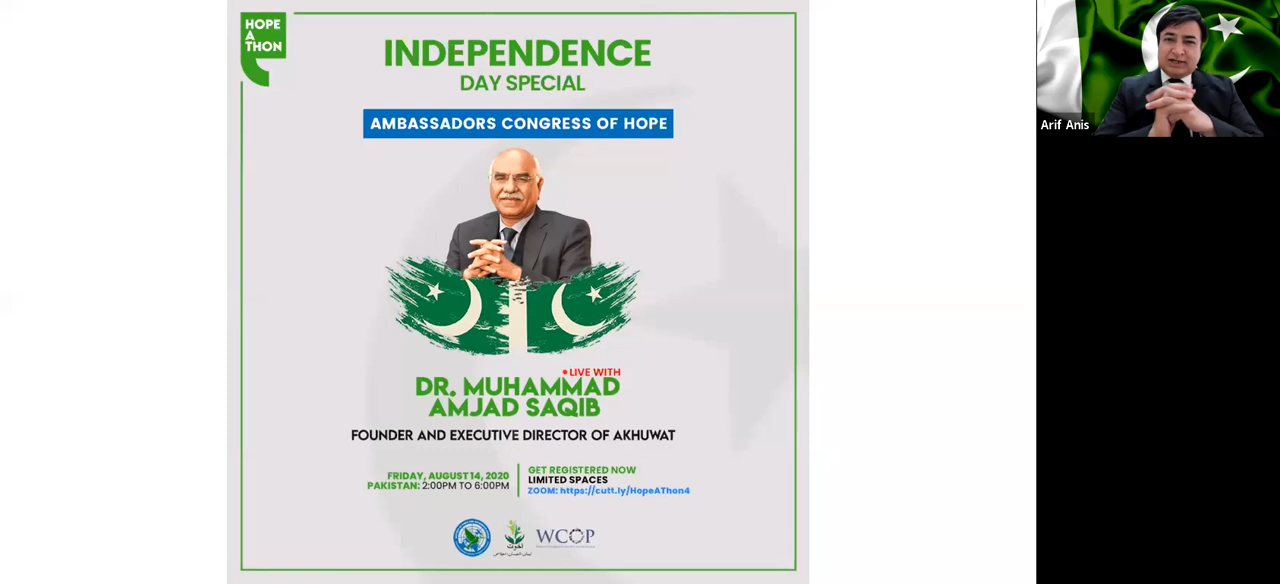 HOPE
A
THON
INDEPENDENCE
DAY SPECIAL
AMBASSADORS CONGRESS OF HOPE
LIVE WITH
DR. MUHAMMAD
AMJAD SAQIB
FOUNDER AND EXECUTIVE DIRECTOR OF AKHUWAT
FRIDAY, AUGUST 14, 2020
PAKISTAN: 2:00PM TO 6:00PM
GET REGISTERED NOW
LIMITED SPACES
ZOOM: https://cutt.ly/HopeAThon4
اخوت
WCOP
Arif Anis